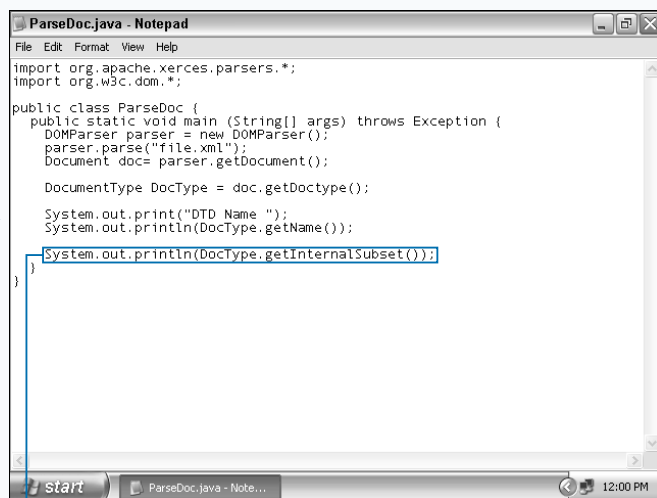 ParseDoc.java - Notepad
File Edit Format View Help
import org.apache.xerces.parsers.*;
import org.w3c.dom.*;
public class ParseDoc {
  public static void main (String[] args) throws Exception {
    DOMParser parser = new DOMParser();
    parser.parse("file.xml");
    Document doc= parser.getDocument();
    DocumentType DocType = doc.getDoctype();
    System.out.print("DTD Name ");
    System.out.println(DocType.getName());
    System.out.println(DocType.getInternalSubset());
  }
}
start ParseDoc.java - Note... 12:00 PM